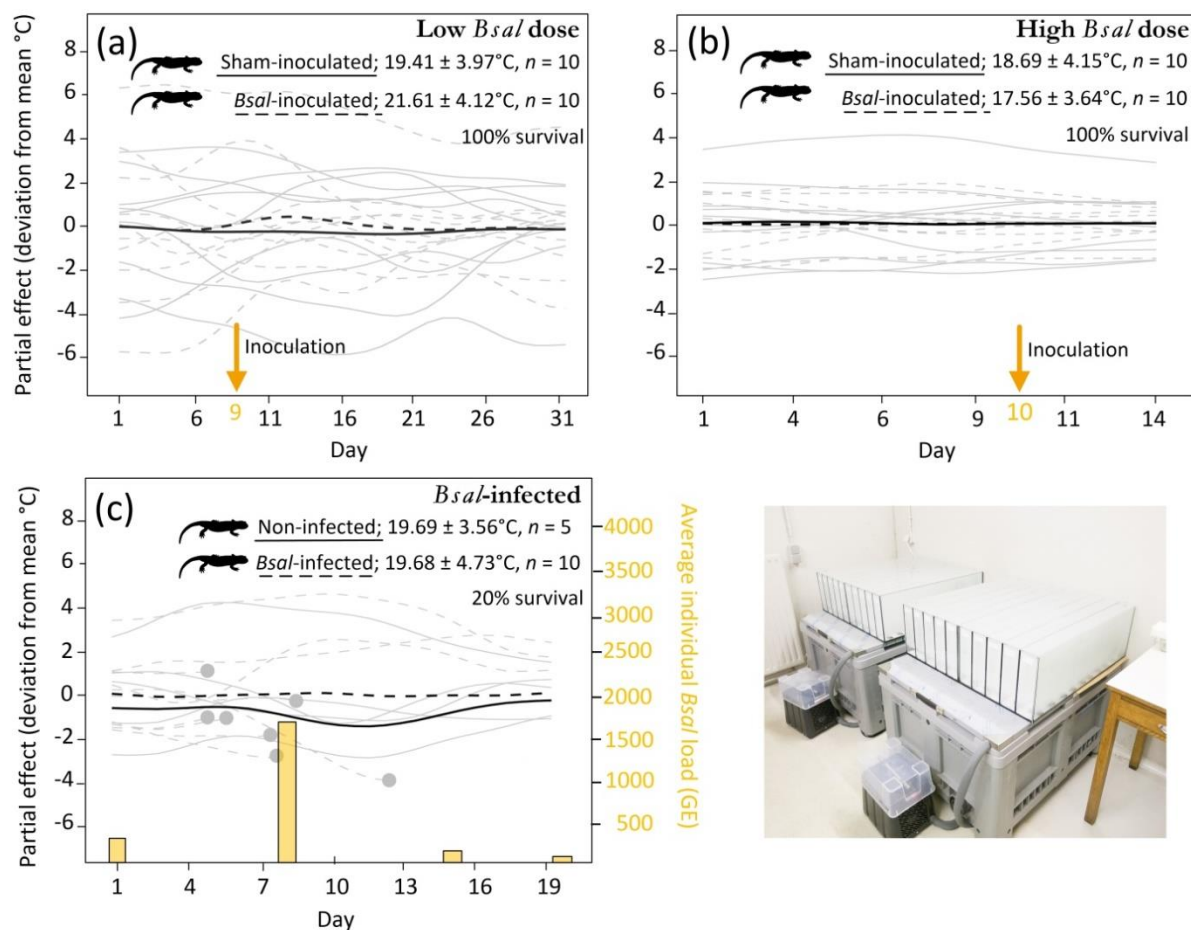 (a)
Low Bsal dose
Sham-inoculated; 19.41 ± 3.97°C, n = 10
Bsal-inoculated; 21.61 ± 4.12°C, n = 10
100% survival
Partial effect (deviation from mean °C)
8
6
4
2
0
-2
-4
-6
Inoculation
1 6 9 11 16 21 26 31
Day
(b)
High Bsal dose
Sham-inoculated; 18.69 ± 4.15°C, n = 10
Bsal-inoculated; 17.56 ± 3.64°C, n = 10
100% survival
Partial effect (deviation from mean °C)
8
6
4
2
0
-2
-4
-6
Inoculation
1 4 6 9 10 11 14
Day
(c)
Bsal-infected
Non-infected; 19.69 ± 3.56°C, n = 5
Bsal-infected; 19.68 ± 4.73°C, n = 10
20% survival
Partial effect (deviation from mean °C)
8
6
4
2
0
-2
-4
-6
4000
3500
3000
2500
2000
1500
1000
500
Average individual Bsal load (GE)
1 4 7 10 13 16 19
Day